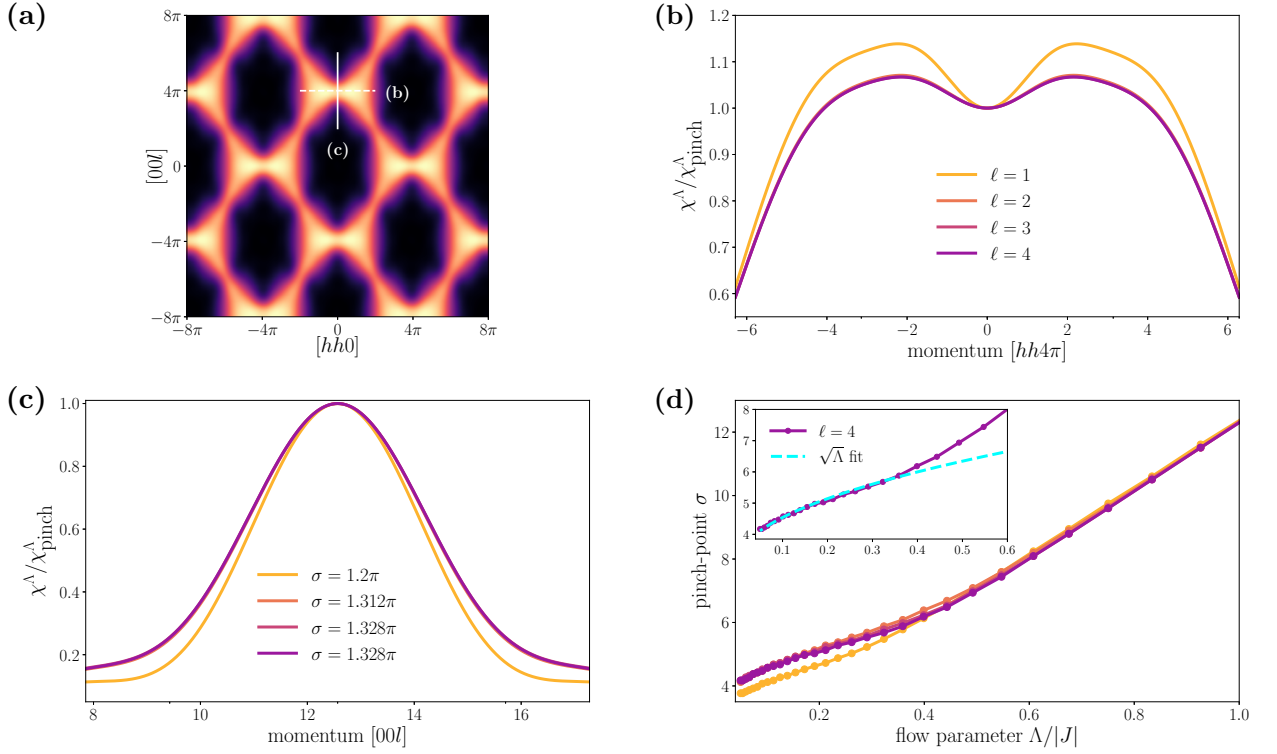 (a)
8π
4π
0
−4π
−8π
[00l]
−8π
−4π
0
4π
8π
[hh0]
(b)
(c)
(b)
1.2
1.1
1.0
0.9
0.8
0.7
0.6
χ^Λ/χ^Λ_pinch
ℓ = 1
ℓ = 2
ℓ = 3
ℓ = 4
−6
−4
−2
0
2
4
6
momentum [hh4π]
(c)
1.0
0.8
0.6
0.4
0.2
χ^Λ/χ^Λ_pinch
σ = 1.2π
σ = 1.312π
σ = 1.328π
σ = 1.328π
8
10
12
14
16
momentum [00l]
(d)
12
10
8
6
4
pinch-point σ
8
7
6
5
4
ℓ = 4
√Λ fit
0.1
0.2
0.3
0.4
0.5
0.6
0.2
0.4
0.6
0.8
1.0
flow parameter Λ/|J|